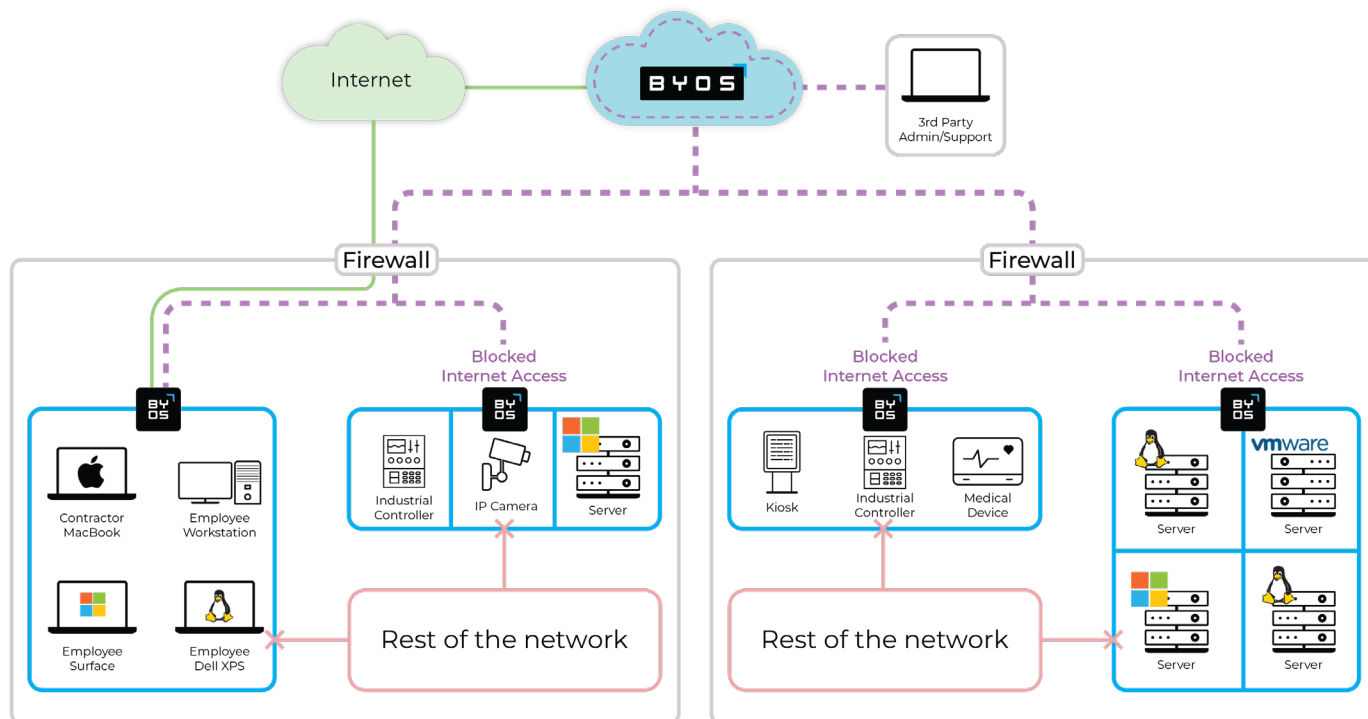 Internet
BYOS
3rd Party
Admin/Support
Firewall
Firewall
Blocked
Internet Access
Blocked
Internet Access
Blocked
Internet Access
BY
OS
BY
OS
BY
OS
BY
OS
Contractor
MacBook
Employee
Workstation
Employee
Surface
Employee
Dell XPS
Industrial
Controller
IP Camera
Server
Kiosk
Industrial
Controller
Medical
Device
Server
vmware
Server
Server
Server
Rest of the network
Rest of the network